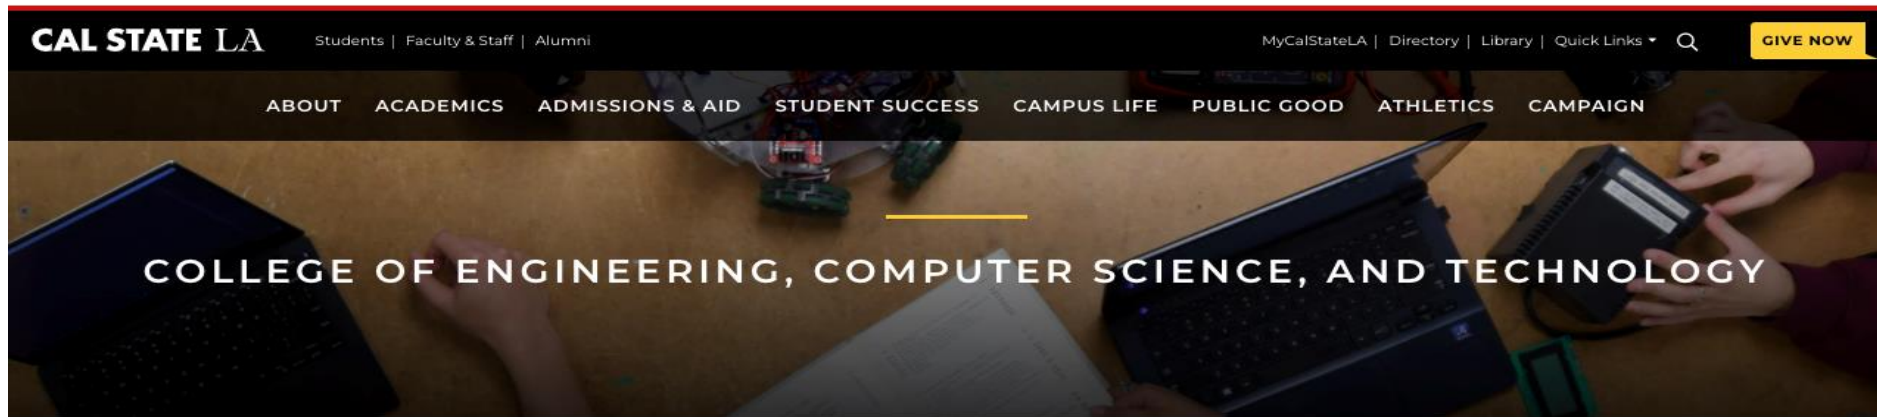 CAL STATE LA
Students | Faculty & Staff | Alumni
MyCalStateLA | Directory | Library | Quick Links
GIVE NOW
ABOUT ACADEMICS ADMISSIONS & AID STUDENT SUCCESS CAMPUS LIFE PUBLIC GOOD ATHLETICS CAMPAIGN
COLLEGE OF ENGINEERING, COMPUTER SCIENCE, AND TECHNOLOGY